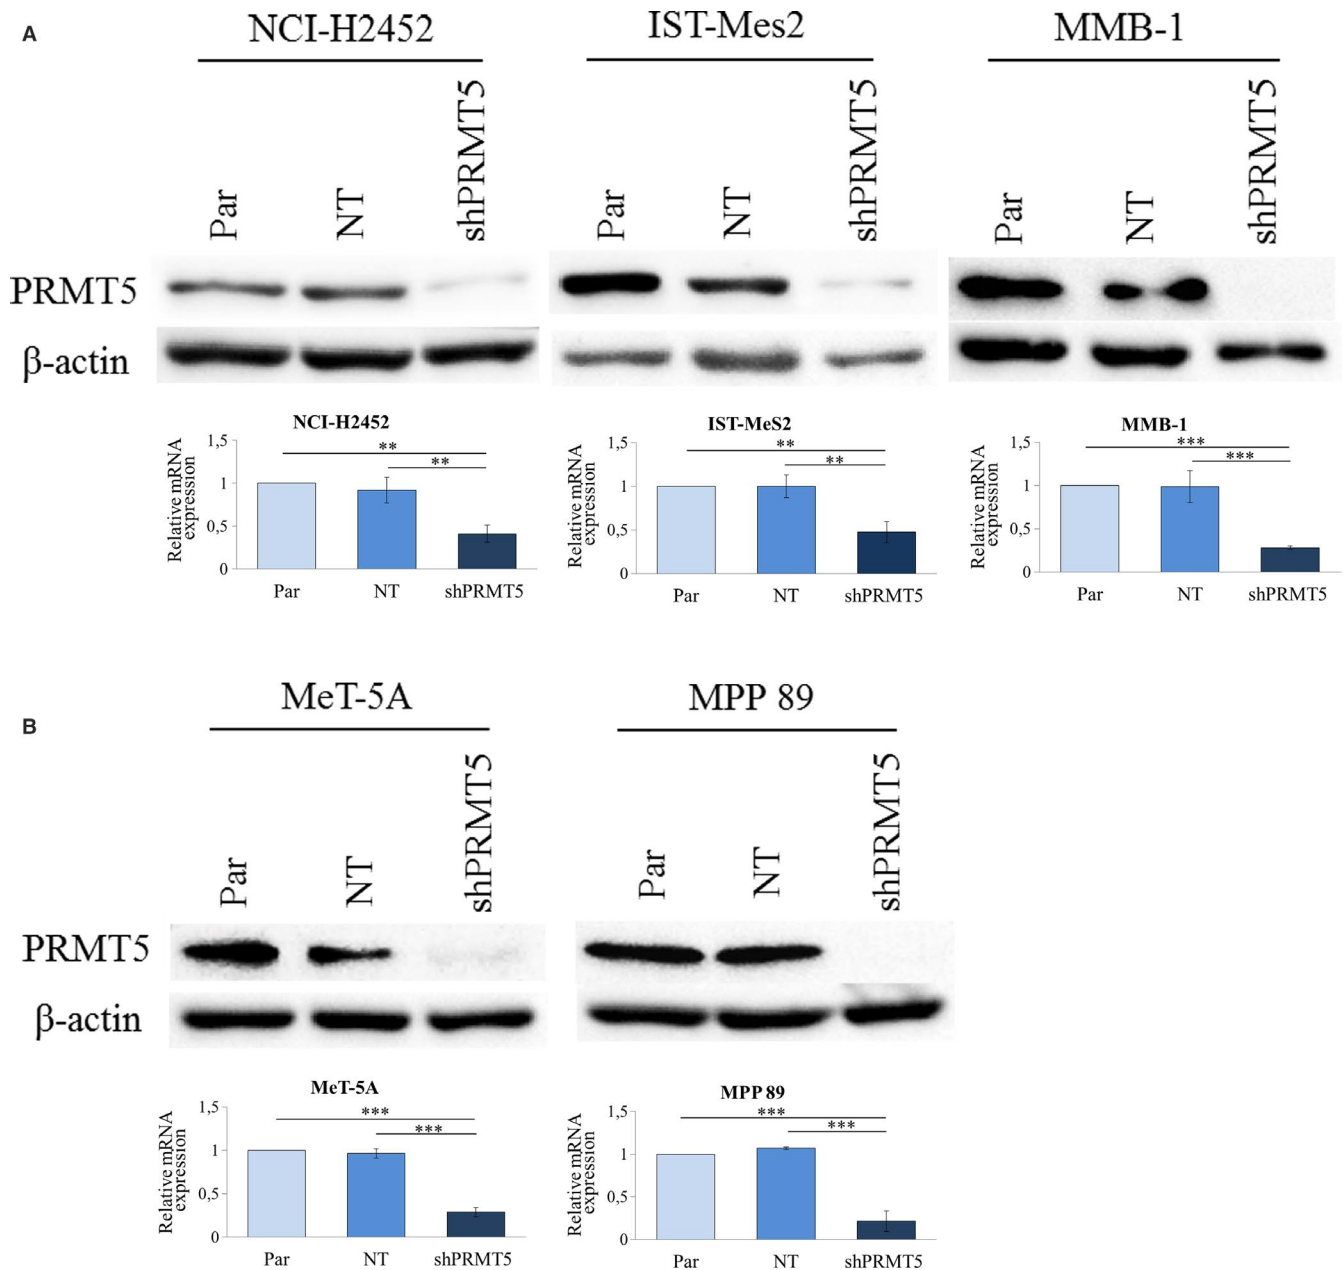 A
NCI-H2452
IST-Mes2
MMB-1
Par
NT
shPRMT5
Par
NT
shPRMT5
Par
NT
shPRMT5
PRMT5
β-actin
NCI-H2452
**
**
1,5
1
0,5
0
Relative mRNA
expression
Par
NT
shPRMT5
IST-MeS2
**
**
1,5
1
0,5
0
Relative mRNA
expression
Par
NT
shPRMT5
MMB-1
***
***
1,5
1
0,5
0
Relative mRNA
expression
Par
NT
shPRMT5
B
MeT-5A
MPP 89
Par
NT
shPRMT5
Par
NT
shPRMT5
PRMT5
β-actin
MeT-5A
***
***
1,5
1
0,5
0
Relative mRNA
expression
Par
NT
shPRMT5
MPP 89
***
***
1,5
1
0,5
0
Relative mRNA
expression
Par
NT
shPRMT5